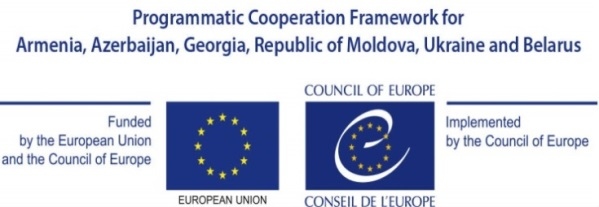 Programmatic Cooperation Framework for
Armenia, Azerbaijan, Georgia, Republic of Moldova, Ukraine and Belarus
Funded
by the European Union
and the Council of Europe
EUROPEAN UNION
COUNCIL OF EUROPE
CONSEIL DE L'EUROPE
Implemented
by the Council of Europe